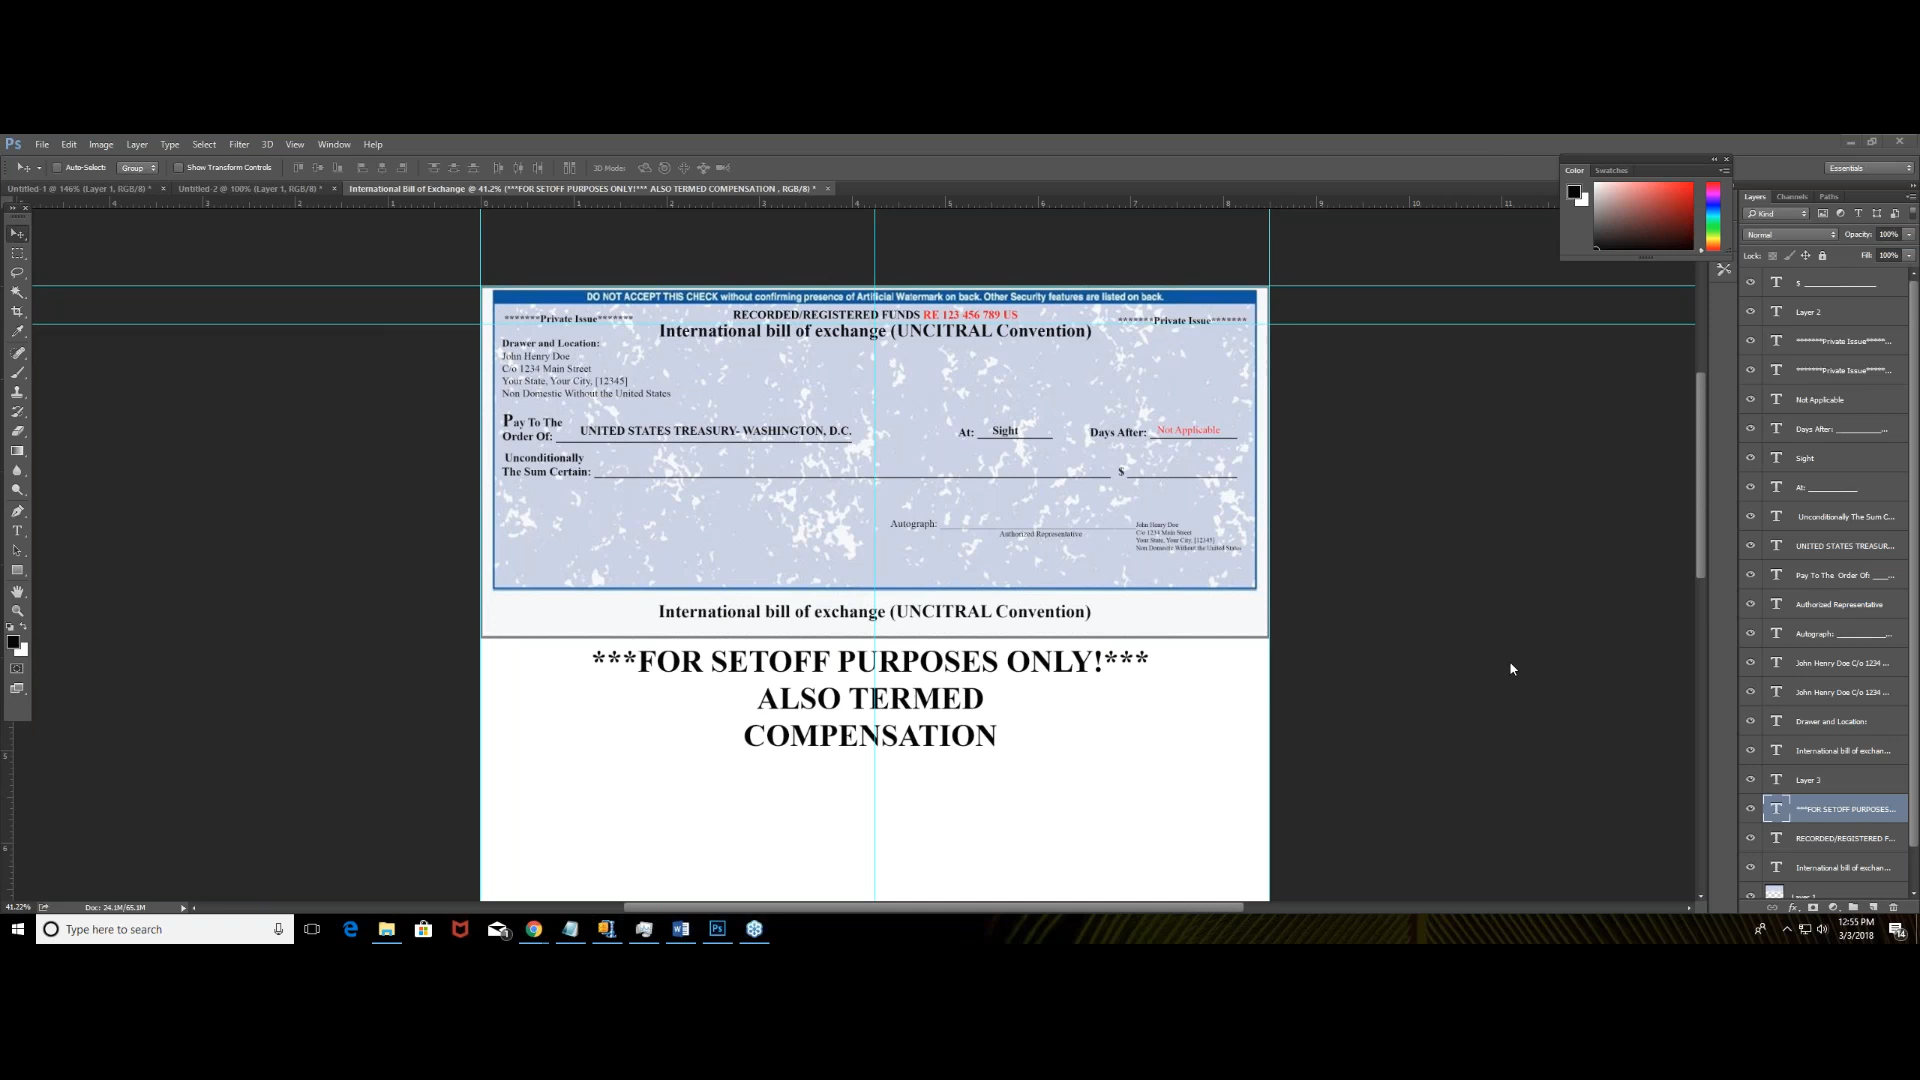 Ps File Edit Image Layer Type Select Filter 3D View Window Help
Auto-Select: Group Show Transform Controls 3D Mode: Essentials
Untitled-1 @ 146% (Layer 1, RGB/8) * × Untitled-2 @ 100% (Layer 1, RGB/8) * × International Bill of Exchange @ 41.2% (***FOR SETOFF PURPOSES ONLY!*** ALSO TERMED COMPENSATION , RGB/8) * ×
Color Swatches
Layers Channels Paths
Kind
Normal Opacity: 100%
Lock: Fill: 100%
DO NOT ACCEPT THIS CHECK without confirming presence of Artificial Watermark on back. Other Security features are listed on back.
*******Private Issue*******
RECORDED/REGISTERED FUNDS RE 123 456 789 US
*******Private Issue*******
International bill of exchange (UNCITRAL Convention)
Drawer and Location:
John Henry Doe
C/o 1234 Main Street
Your State, Your City, [12345]
Non Domestic Without the United States
Pay To The
Order Of: UNITED STATES TREASURY- WASHINGTON, D.C.
At: Sight
Days After: Not Applicable
Unconditionally
The Sum Certain: $
Autograph:
Authorized Representative
John Henry Doe
C/o 1234 Main Street
Your State, Your City, [12345]
Non Domestic Without the United States
International bill of exchange (UNCITRAL Convention)
***FOR SETOFF PURPOSES ONLY!***
ALSO TERMED
COMPENSATION
$ ________________
Layer 2
*******Private Issue*****...
*******Private Issue*****...
Not Applicable
Days After: __________...
Sight
At: ___________
Unconditionally The Sum C...
UNITED STATES TREASUR...
Pay To The Order Of: ____...
Authorized Representative
Autograph: ____________...
John Henry Doe C/o 1234 ...
John Henry Doe C/o 1234 ...
Drawer and Location:
International bill of exchan...
Layer 3
***FOR SETOFF PURPOSES...
RECORDED/REGISTERED F...
International bill of exchan...
Layer 1
41.22% Doc: 24.1M/65.1M
Type here to search
12:55 PM
3/3/2018